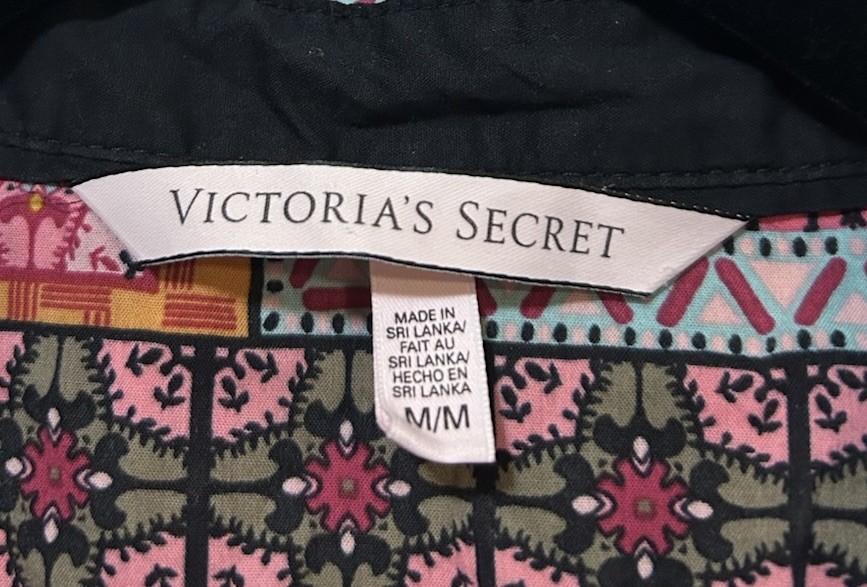 VICTORIA'S SECRET
MADE IN
SRI LANKA/
FAIT AU
SRI LANKA/
HECHO EN
SRI LANKA
M/M